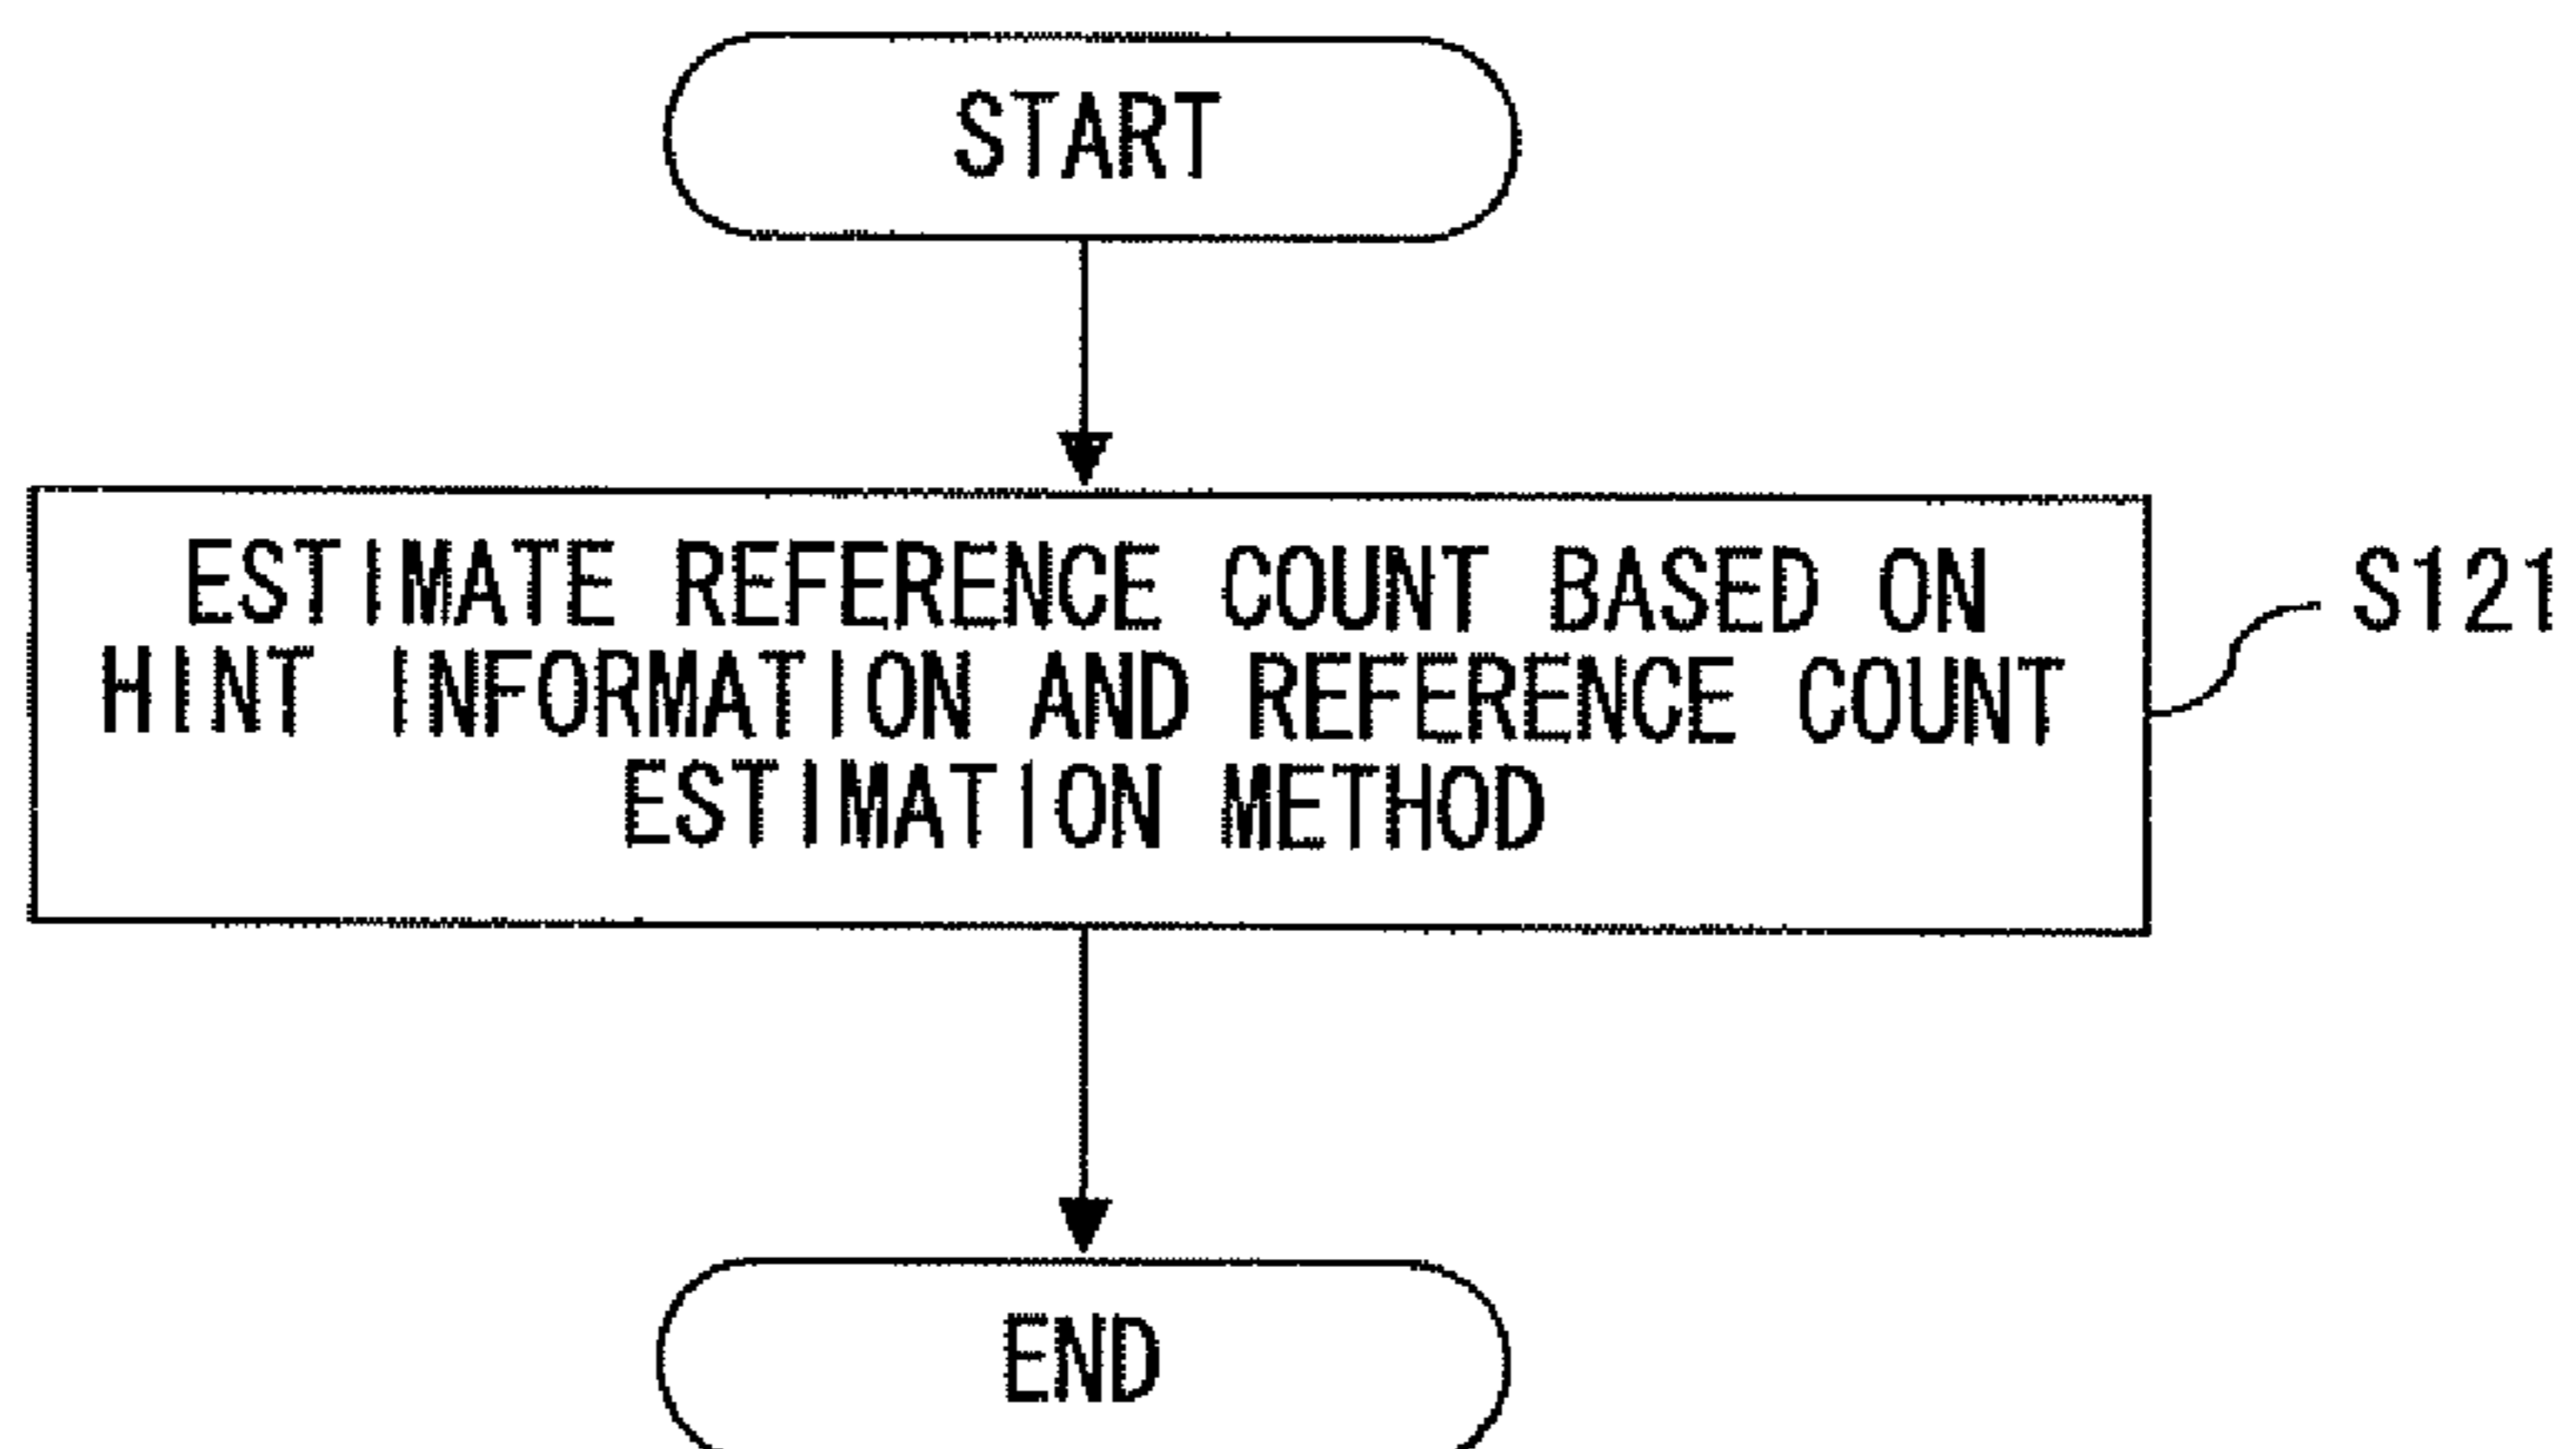 START
ESTIMATE REFERENCE COUNT BASED ON
HINT INFORMATION AND REFERENCE COUNT
ESTIMATION METHOD
S121
END